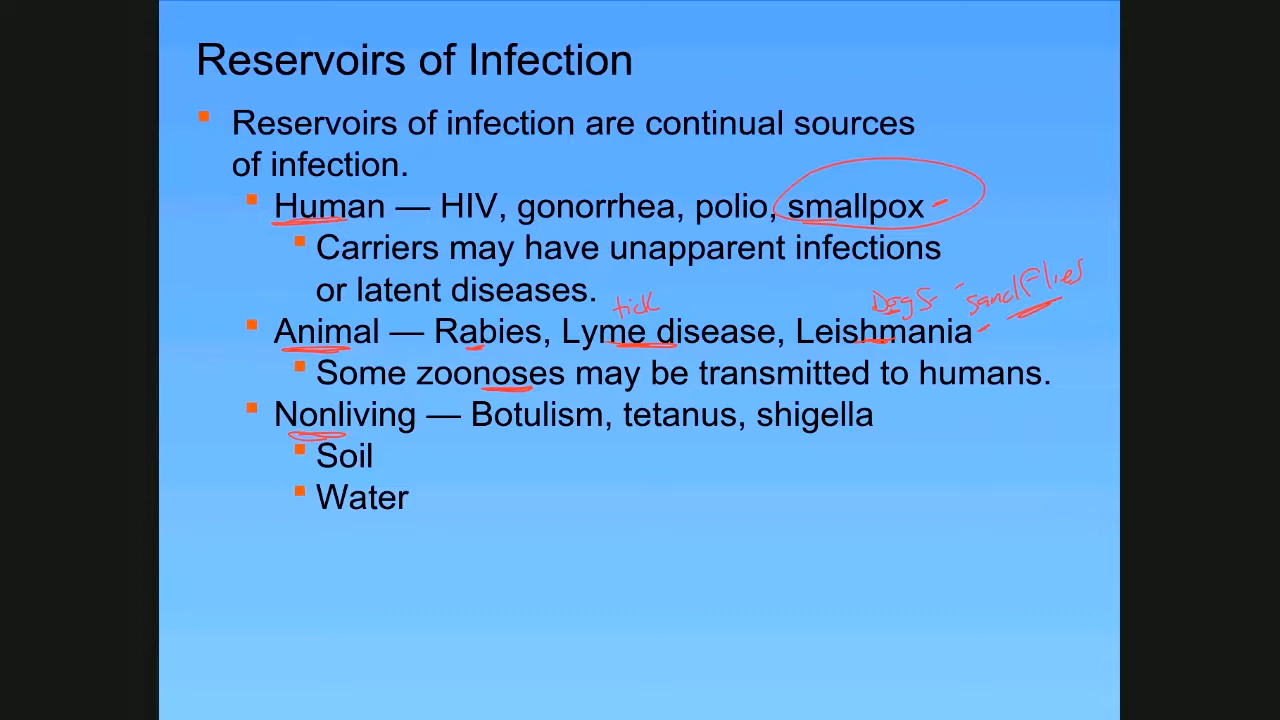 Reservoirs of Infection
Reservoirs of infection are continual sources
of infection.
Human — HIV, gonorrhea, polio, smallpox
Carriers may have unapparent infections
or latent diseases.
tick Dogs - sandflies
Animal — Rabies, Lyme disease, Leishmania
Some zoonoses may be transmitted to humans.
Nonliving — Botulism, tetanus, shigella
Soil
Water